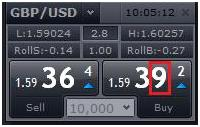 GBP/USD 10:05:12
L:1.59024 2.8 H:1.60257
RollS:-0.14 1.00 RollB:-0.27
1.59 36 4 1.59 39 2
Sell 10,000 Buy